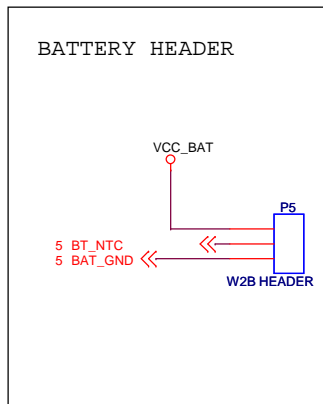 BATTERY HEADER
VCC_BAT
P5
5 BT_NTC
5 BAT_GND
W2B HEADER